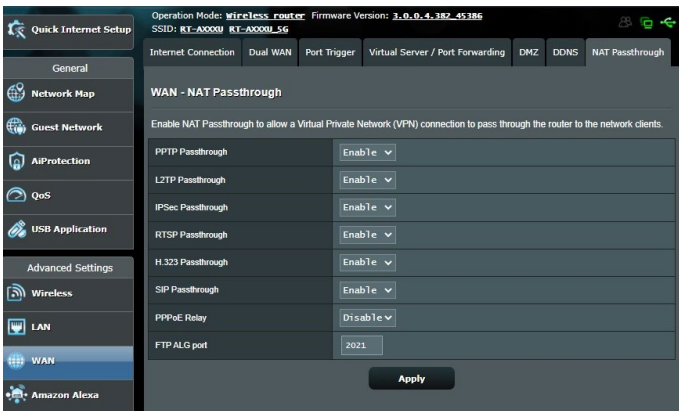 Quick Internet Setup
General
Network Map
Guest Network
AiProtection
QoS
USB Application
Advanced Settings
Wireless
LAN
WAN
Amazon Alexa
Operation Mode: Wireless router Firmware Version: 3.0.0.4.382_45386
SSID: RT-AXXXU RT-AXXXU_5G
Internet Connection Dual WAN Port Trigger Virtual Server / Port Forwarding DMZ DDNS NAT Passthrough
WAN - NAT Passthrough
Enable NAT Passthrough to allow a Virtual Private Network (VPN) connection to pass through the router to the network clients.
PPTP Passthrough Enable
L2TP Passthrough Enable
IPSec Passthrough Enable
RTSP Passthrough Enable
H.323 Passthrough Enable
SIP Passthrough Enable
PPPoE Relay Disable
FTP ALG port 2021
Apply